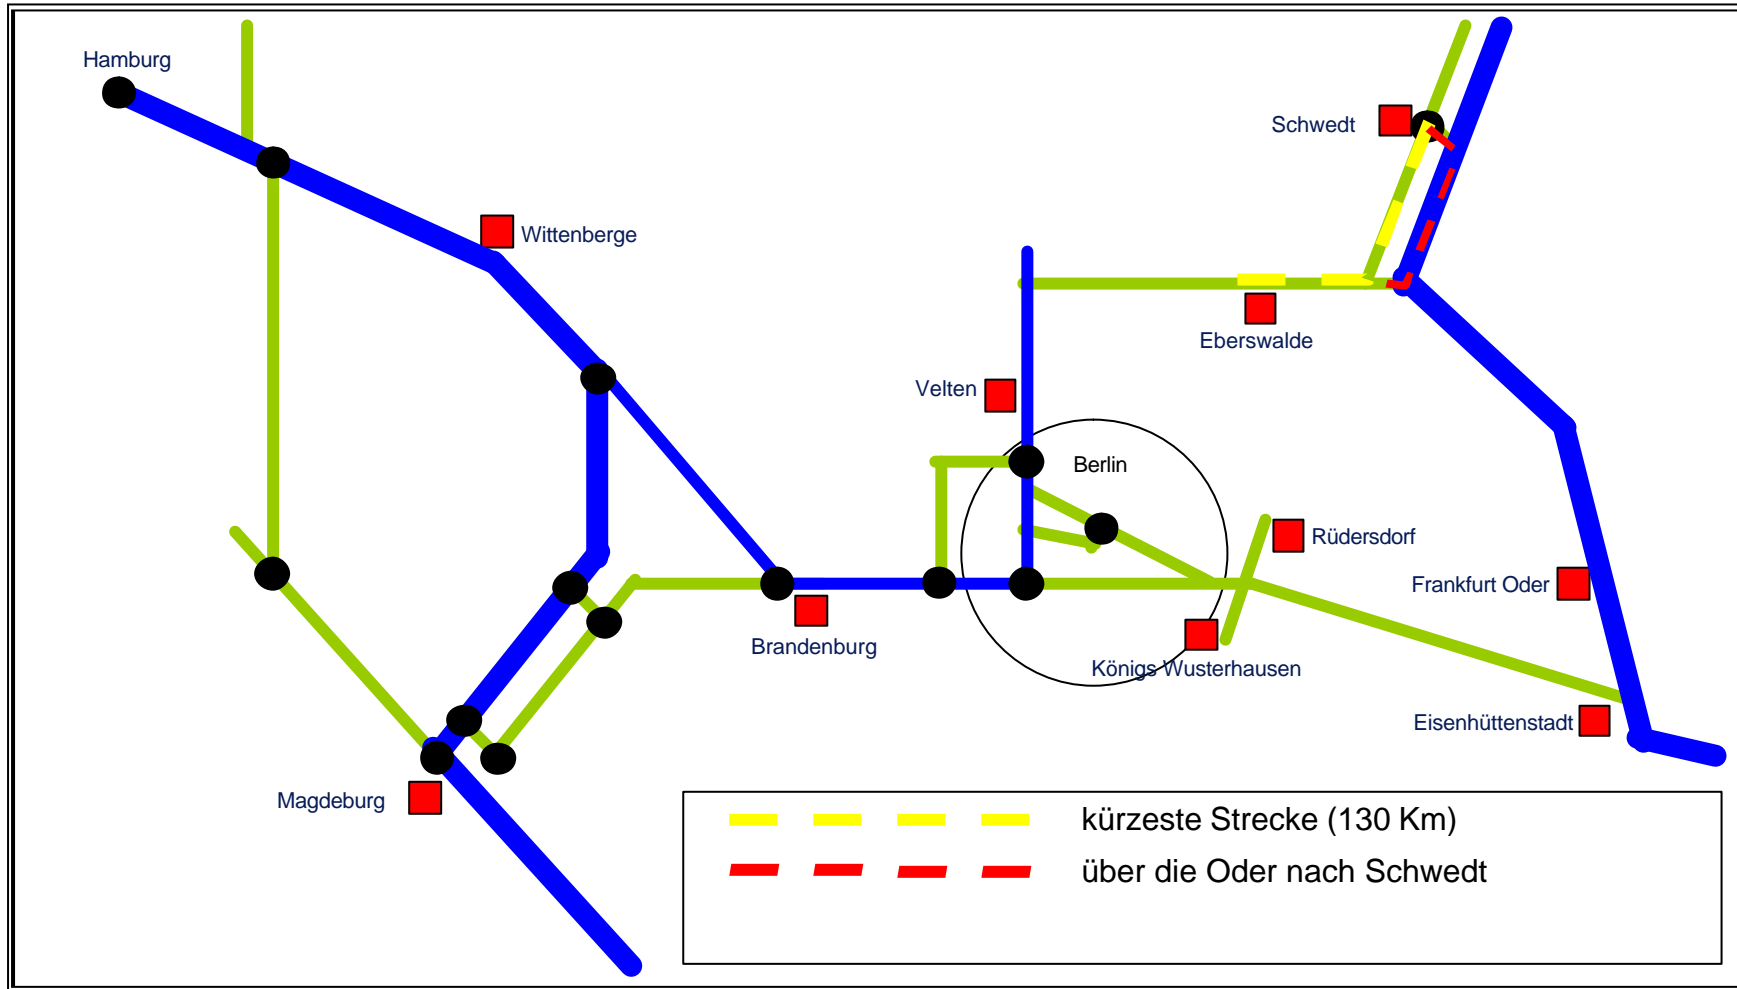 Hamburg
Schwedt
Wittenberge
Eberswalde
Velten
Berlin
Rüdersdorf
Frankfurt Oder
Brandenburg
Königs Wusterhausen
Eisenhüttenstadt
Magdeburg
kürzeste Strecke (130 Km)
über die Oder nach Schwedt